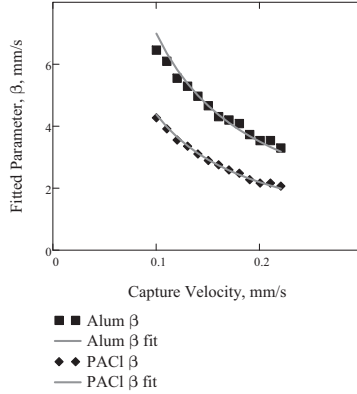 6
4
2
0
0.1
0.2
Fitted Parameter, β, mm/s
Capture Velocity, mm/s
Alum β
Alum β fit
PACl β
PACl β fit